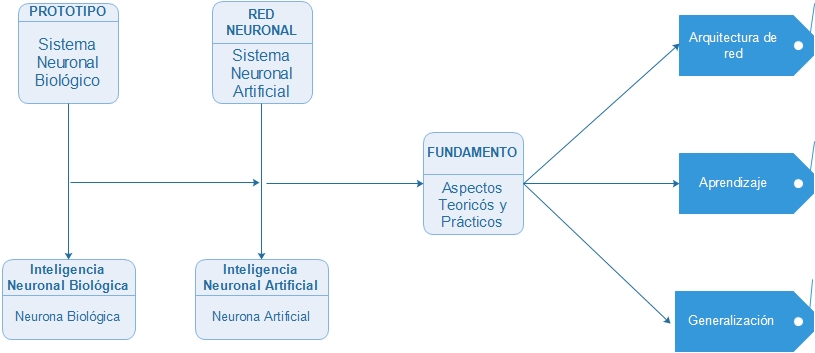 PROTOTIPO
Sistema
Neuronal
Biológico
RED
NEURONAL
Sistema
Neuronal
Artificial
FUNDAMENTO
Aspectos
Teoricós y
Prácticos
Arquitectura de
red
Aprendizaje
Generalización
Inteligencia
Neuronal Biológica
Neurona Biológica
Inteligencia
Neuronal Artificial
Neurona Artificial